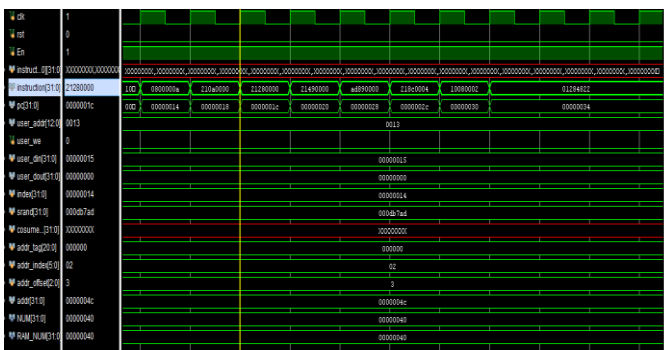 clk 1
rst 0
En 1
instruct...0][31:0] XXXXXXXX,XXXXXXXX
instruction[31:0] 21280000 0800000a 210a0000 21280000 21490000 ad890000 218c0004 10080002 01284822
pc[31:0] 0000001c 00000014 00000018 0000001c 00000020 00000028 0000002c 00000030 00000034
user_addr[12:0] 0013 0013
user_we 0
user_din[31:0] 00000015 00000015
user_dout[31:0] 00000000 00000000
index[31:0] 00000014 00000014
srand[31:0] 000db7ad 000db7ad
cosume...[31:0] XXXXXXXX XXXXXXXX
addr_tag[20:0] 000000 000000
addr_index[5:0] 02 02
addr_offset[2:0] 3 3
addr[31:0] 0000004c 0000004c
NUM[31:0] 00000040 00000040
RAM_NUM[31:0] 00000040 00000040